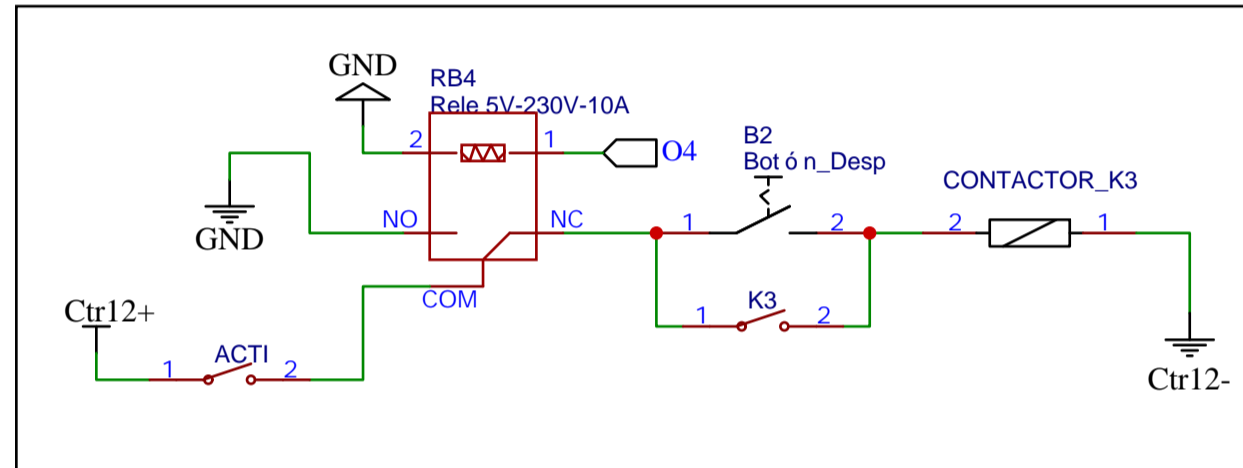 GND
RB4
Rele 5V-230V-10A
2
1
O4
B2
Bot ó n_Desp
CONTACTOR_K3
NO
NC
1
2
2
1
GND
COM
K3
1
2
Ctr12+
ACTI
1
2
Ctr12-